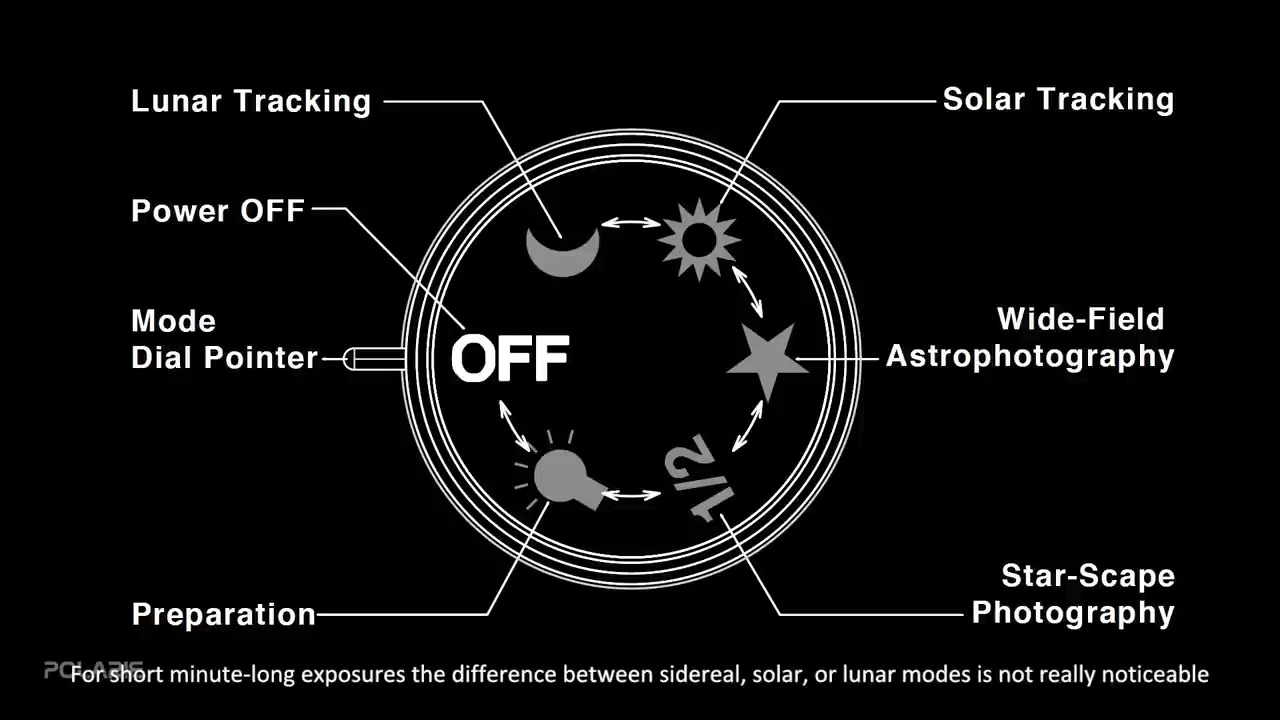 Lunar Tracking
Solar Tracking
Power OFF
Mode
Dial Pointer
OFF
Wide-Field
Astrophotography
1/2
Star-Scape
Photography
Preparation
POLARIE
For short minute-long exposures the difference between sidereal, solar, or lunar modes is not really noticeable